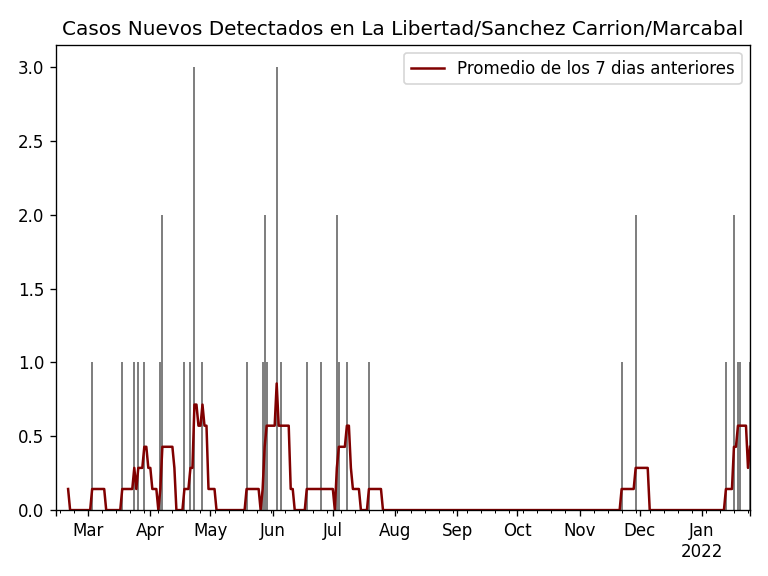 Casos Nuevos Detectados en La Libertad/Sanchez Carrion/Marcabal
Promedio de los 7 dias anteriores
3.0
2.5
2.0
1.5
1.0
0.5
0.0
Mar Apr May Jun Jul Aug Sep Oct Nov Dec Jan
2022